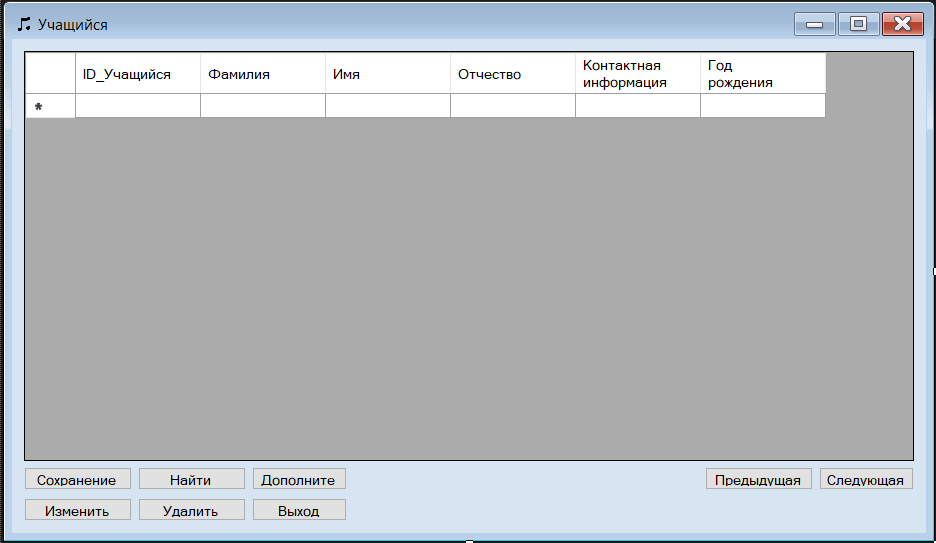 Учащийся
ID_Учащийся Фамилия Имя Отчество Контактная информация Год рождения
*
Сохранение Найти Дополните Предыдущая Следующая
Изменить Удалить Выход